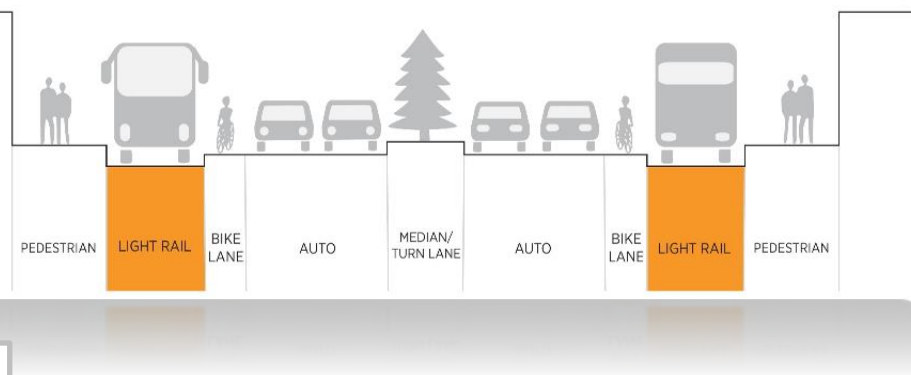 PEDESTRIAN
LIGHT RAIL
BIKE
LANE
AUTO
MEDIAN/
TURN LANE
AUTO
BIKE
LANE
LIGHT RAIL
PEDESTRIAN